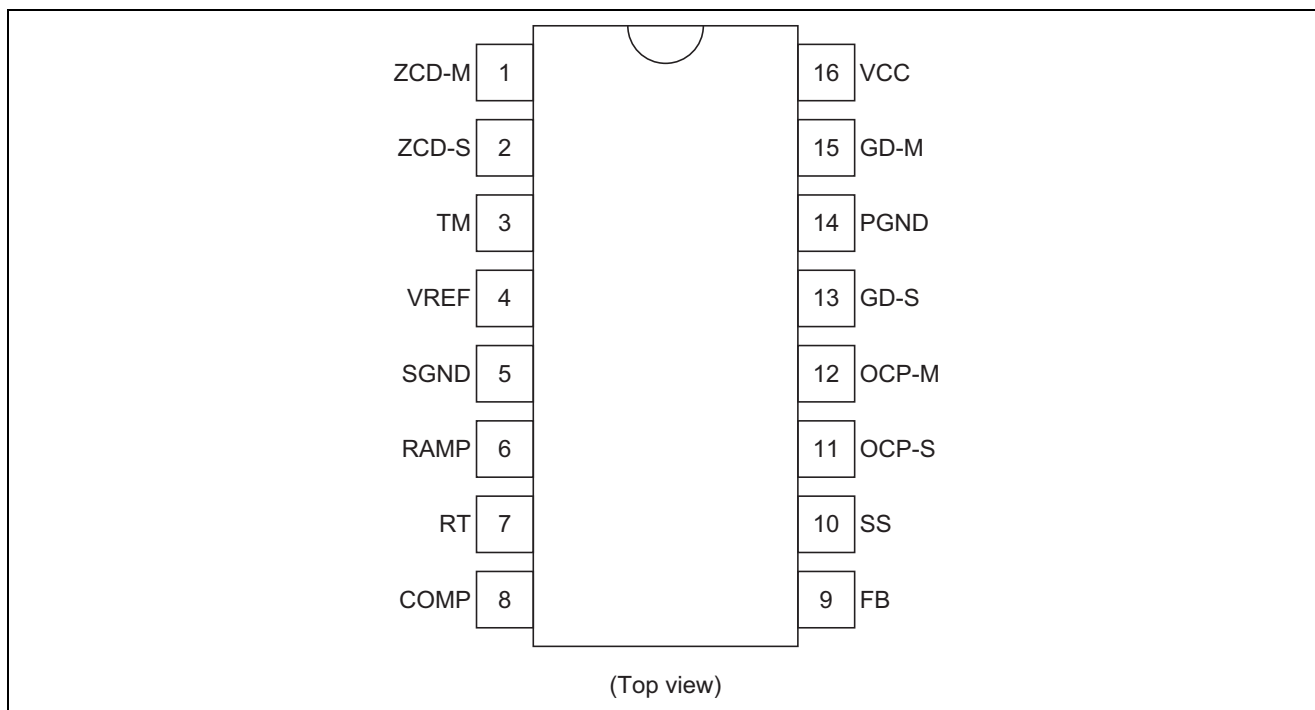 ZCD-M 1 16 VCC
ZCD-S 2 15 GD-M
TM 3 14 PGND
VREF 4 13 GD-S
SGND 5 12 OCP-M
RAMP 6 11 OCP-S
RT 7 10 SS
COMP 8 9 FB
(Top view)